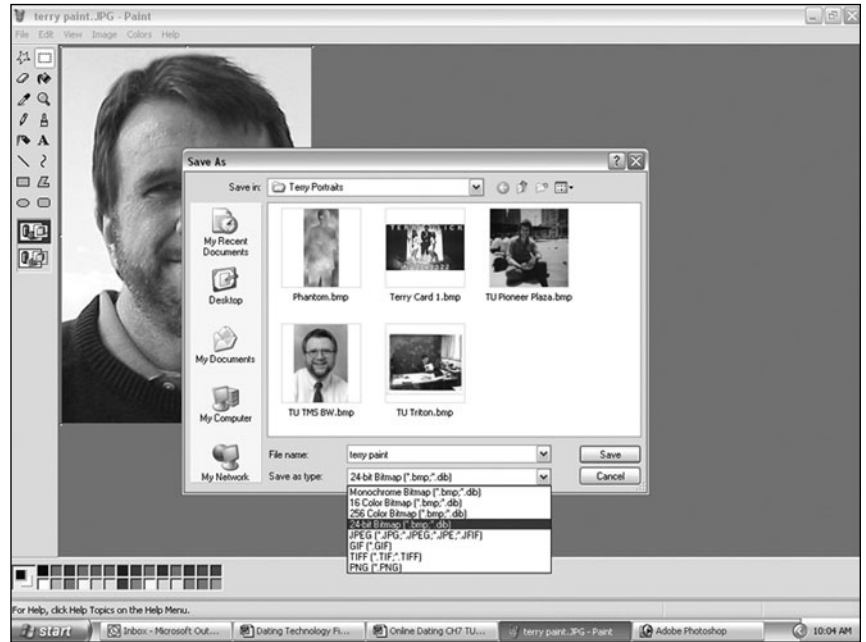 terry paint.JPG - Paint
File Edit View Image Colors Help
A
Save As
Save in: Terry Portraits
My Recent Documents
Desktop
My Documents
My Computer
My Network
Phantom.bmp
Terry Card 1.bmp
TU Pioneer Plaza.bmp
TU TMS BW.bmp
TU Triton.bmp
File name: terry paint
Save
Save as type: 24-bit Bitmap (*.bmp;*.dib)
Cancel
Monochrome Bitmap (*.bmp;*.dib)
16 Color Bitmap (*.bmp;*.dib)
256 Color Bitmap (*.bmp;*.dib)
24-bit Bitmap (*.bmp;*.dib)
JPEG (*.JPG;*.JPEG;*.JPE;*.JFIF)
GIF (*.GIF)
TIFF (*.TIF;*.TIFF)
PNG (*.PNG)
For Help, click Help Topics on the Help Menu.
start
Inbox - Microsoft Out...
Dating Technology Fi...
Online Dating CH7 TU...
terry paint.JPG - Paint
Adobe Photoshop
10:04 AM